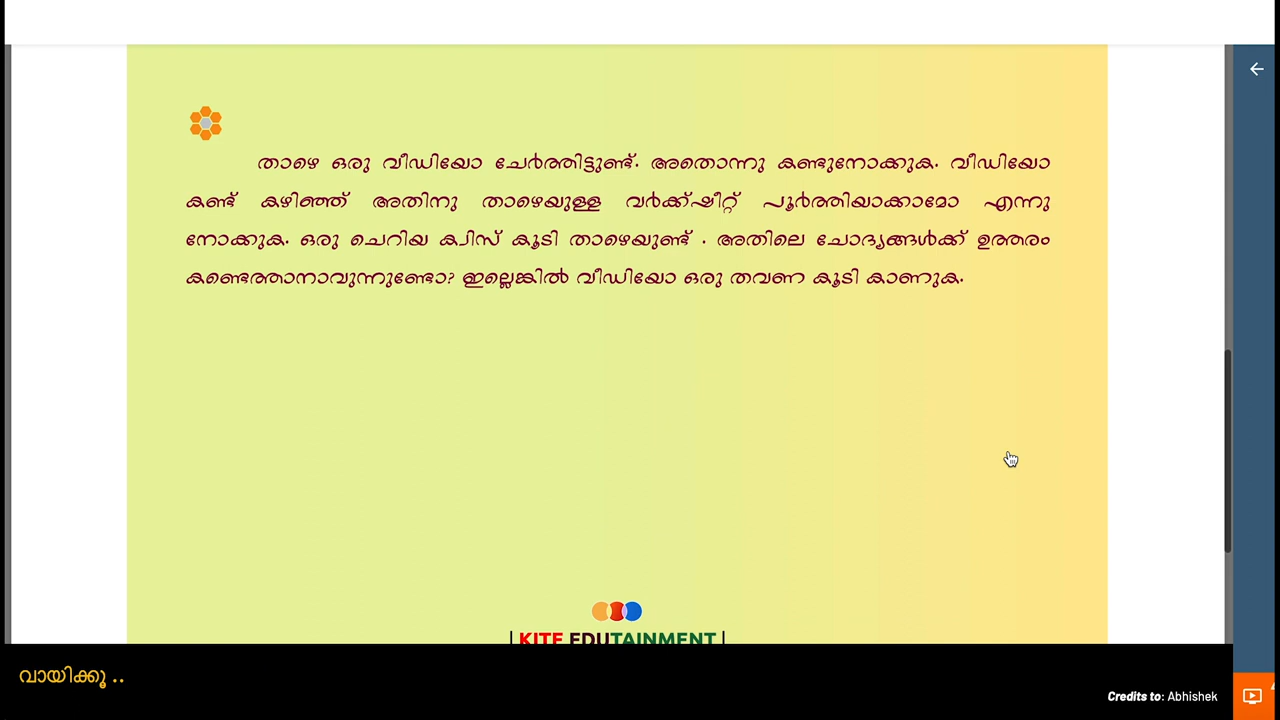 താഴെ ഒരു വീഡിയോ ചേർത്തിട്ടുണ്ട്. അതൊന്നു കണ്ടുനോക്കുക. വീഡിയോ
കണ്ട് കഴിഞ്ഞ് അതിനു താഴെയുള്ള വർക്ക്ഷീറ്റ് പൂർത്തിയാക്കാമോ എന്നു
നോക്കുക. ഒരു ചെറിയ ക്വിസ് കൂടി താഴെയുണ്ട് . അതിലെ ചോദ്യങ്ങൾക്ക് ഉത്തരം
കണ്ടെത്താനാവുന്നുണ്ടോ? ഇല്ലെങ്കിൽ വീഡിയോ ഒരു തവണ കൂടി കാണുക.
| KITE EDUTAINMENT |
വായിക്കൂ ..
Credits to: Abhishek